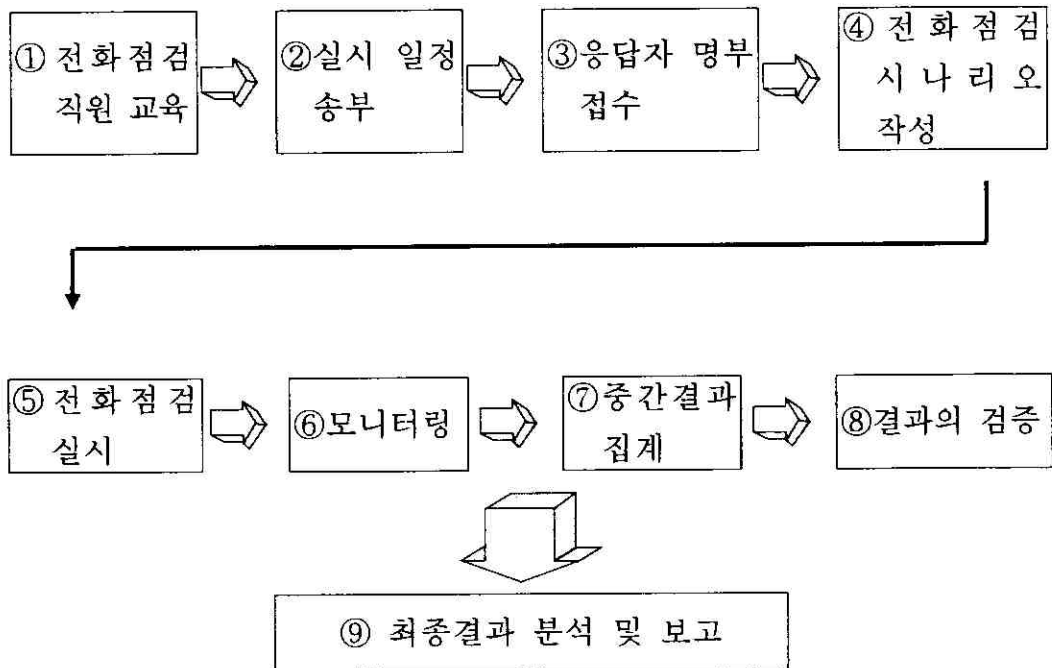 ① 전화점검
직원 교육
②실시 일정
송부
③응답자 명부
접수
④ 전화점검
시나리오
작성
⑤ 전화점검
실시
⑥모니터링
⑦중간결과
집계
⑧결과의 검증
⑨ 최종결과 분석 및 보고